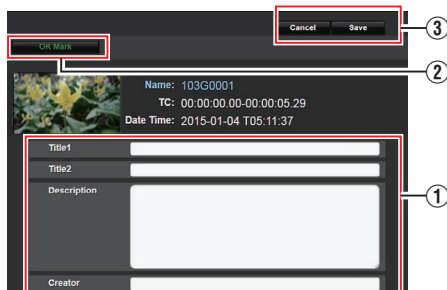 Cancel Save
③
OK Mark
②
Name: 103G0001
TC: 00:00:00.00-00:00:05.29
Date Time: 2015-01-04 T05:11:37
Title1
①
Title2
Description
Creator